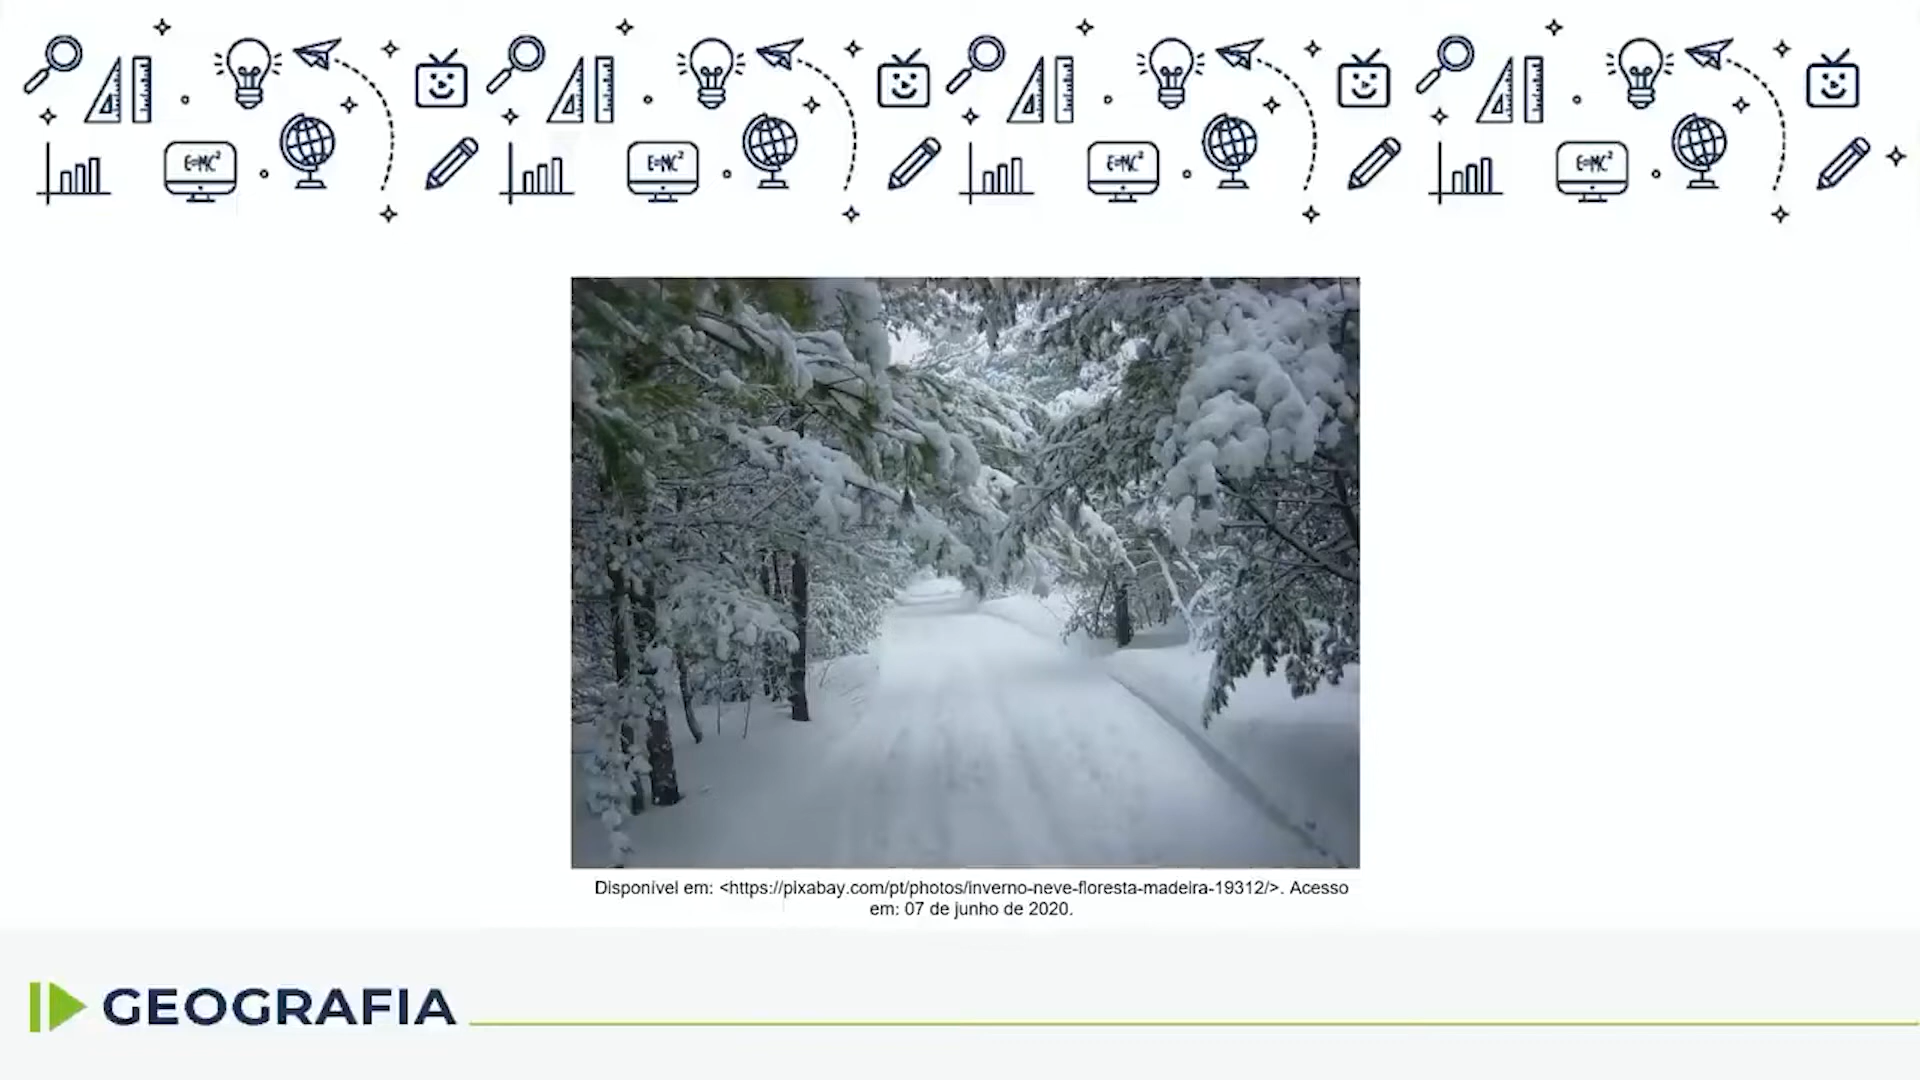 E=MC²
E=MC²
E=MC²
E=MC²
Disponível em: <https://pixabay.com/pt/photos/inverno-neve-floresta-madeira-19312/>. Acesso
em: 07 de junho de 2020.
GEOGRAFIA